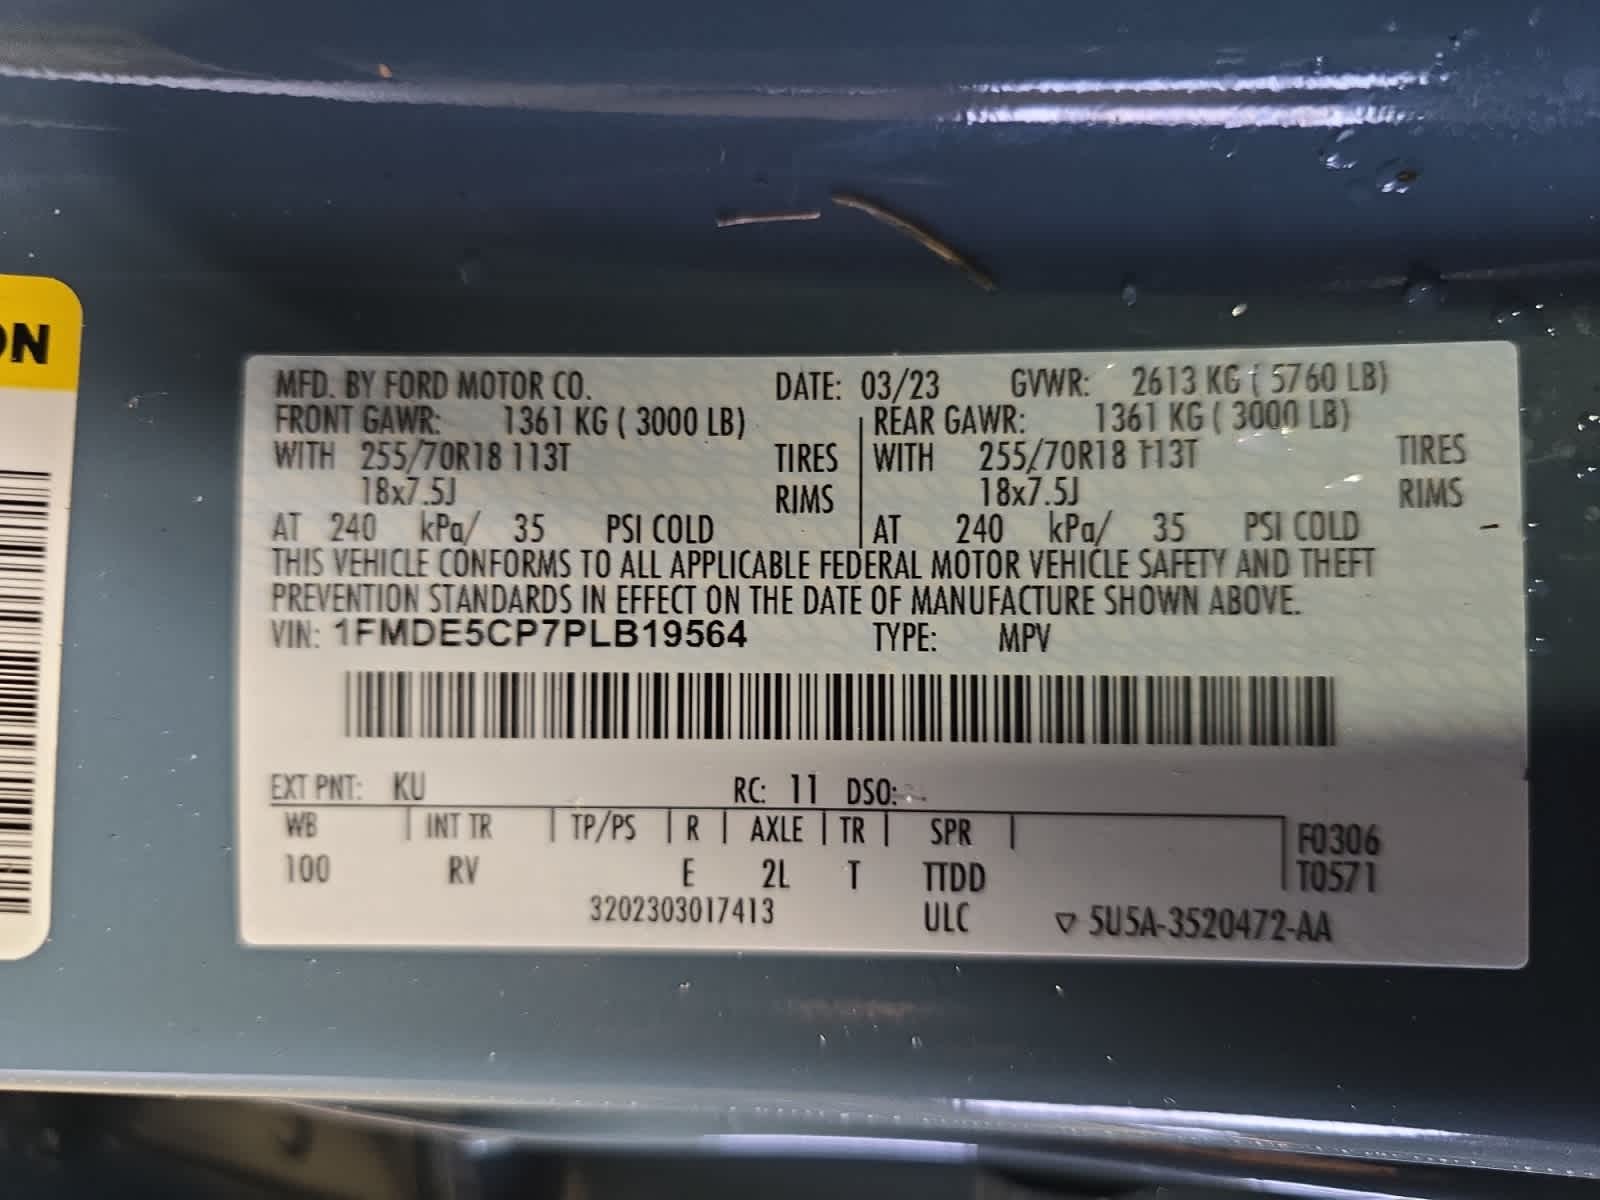 ON
MFD. BY FORD MOTOR CO. DATE: 03/23 GVWR: 2613 KG ( 5760 LB)
FRONT GAWR: 1361 KG ( 3000 LB) REAR GAWR: 1361 KG ( 3000 LB)
WITH 255/70R18 113T TIRES WITH 255/70R18 113T TIRES
18x7.5J RIMS 18x7.5J RIMS
AT 240 kPa/ 35 PSI COLD AT 240 kPa/ 35 PSI COLD
THIS VEHICLE CONFORMS TO ALL APPLICABLE FEDERAL MOTOR VEHICLE SAFETY AND THEFT
PREVENTION STANDARDS IN EFFECT ON THE DATE OF MANUFACTURE SHOWN ABOVE.
VIN: 1FMDE5CP7PLB19564 TYPE: MPV
EXT PNT: KU RC: 11 DSO:
WB INT TR TP/PS R AXLE TR SPR F0306
100 RV E 2L T TTDD T0571
3202303017413 ULC ▽ 5U5A-3520472-AA